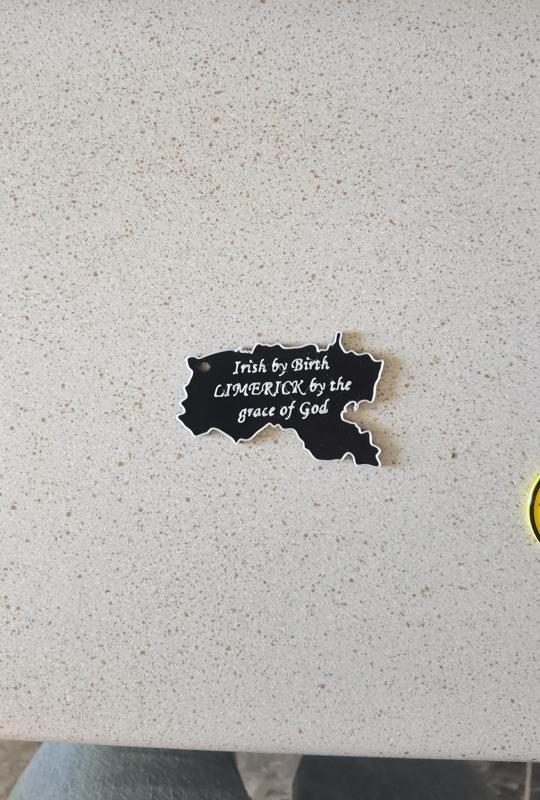 Irish by Birth
LIMERICK by the
grace of God